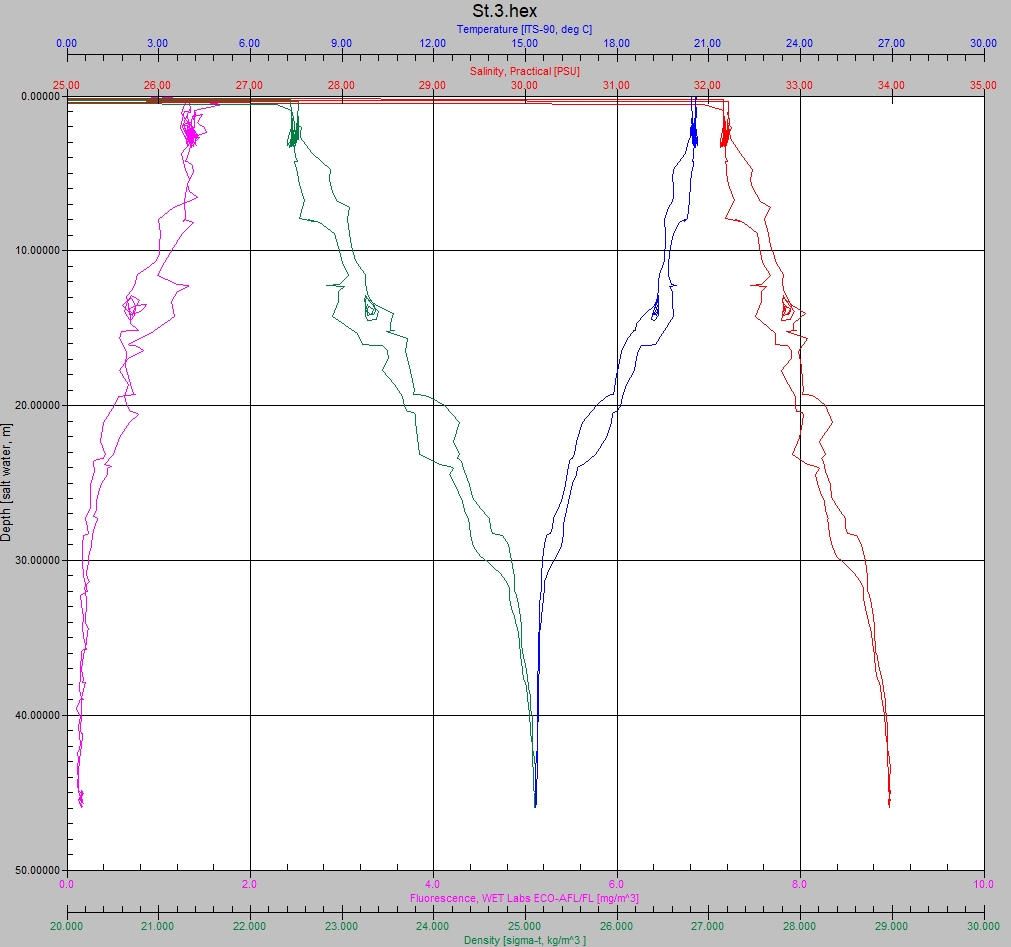 St.3.hex
Temperature [ITS-90, deg C]
0.00 3.00 6.00 9.00 12.00 15.00 18.00 21.00 24.00 27.00 30.00
Salinity, Practical [PSU]
25.00 26.00 27.00 28.00 29.00 30.00 31.00 32.00 33.00 34.00 35.00
0.00000
10.00000
20.00000
Depth [salt water, m]
30.00000
40.00000
50.00000
0.0 2.0 4.0 6.0 8.0 10.0
Fluorescence, WET Labs ECO-AFL/FL [mg/m^3]
20.000 21.000 22.000 23.000 24.000 25.000 26.000 27.000 28.000 29.000 30.000
Density [sigma-t, kg/m^3 ]